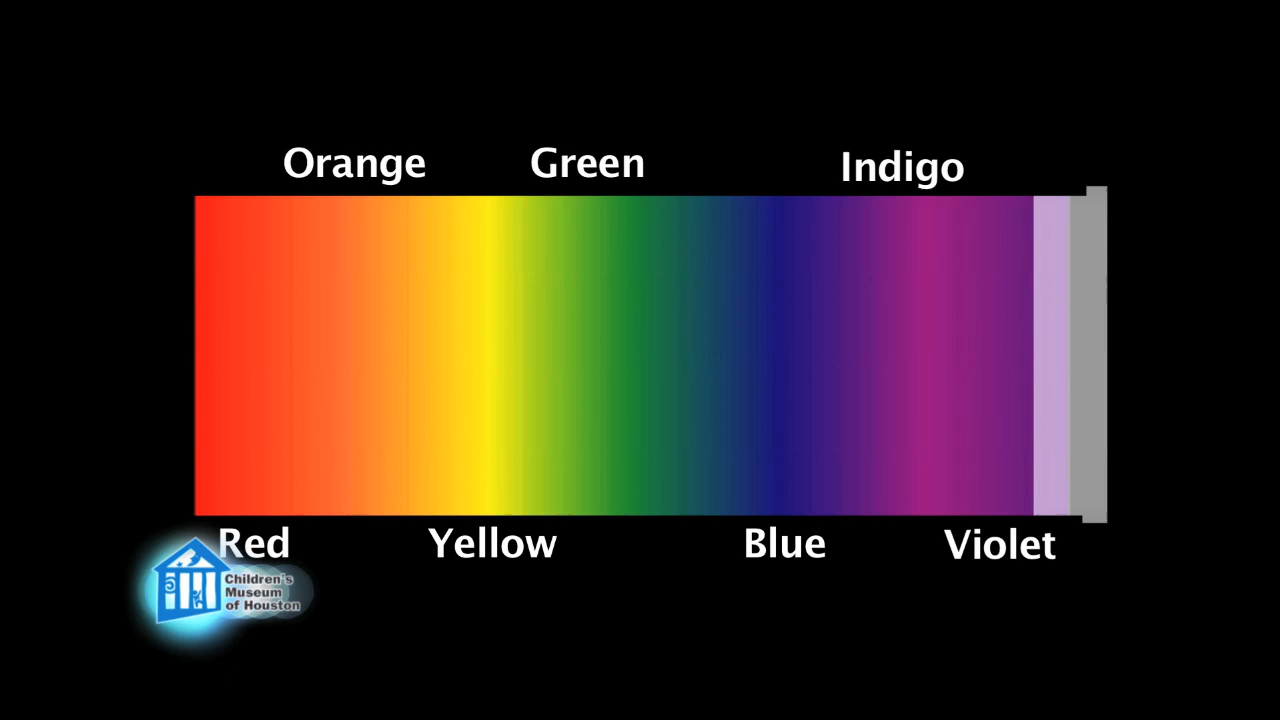 Orange Green Indigo
Red Yellow Blue Violet
Children's
Museum
of Houston